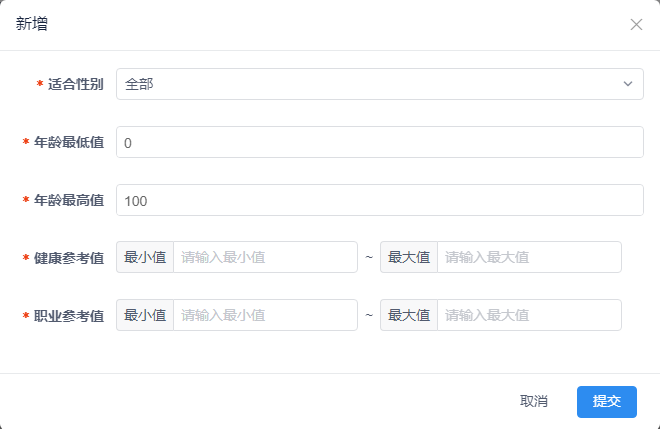 新增
* 适合性别 全部
* 年龄最低值 0
* 年龄最高值 100
* 健康参考值 最小值 请输入最小值 ~ 最大值 请输入最大值
* 职业参考值 最小值 请输入最小值 ~ 最大值 请输入最大值
取消 提交